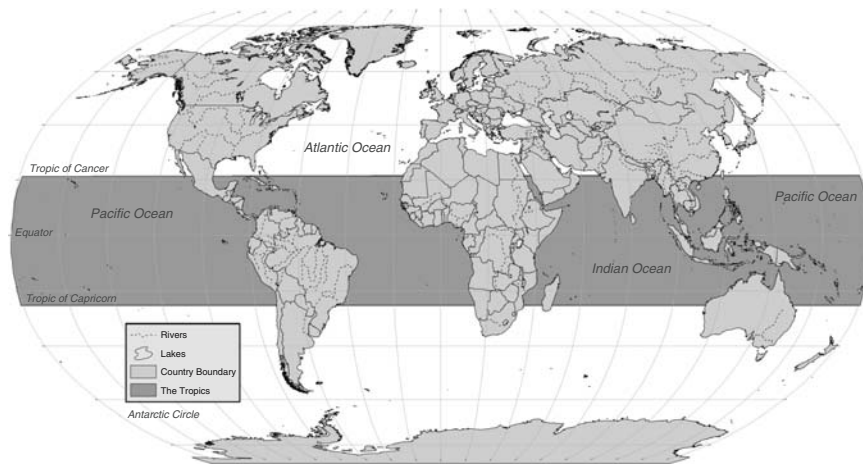 Atlantic Ocean
Tropic of Cancer
Pacific Ocean
Pacific Ocean
Equator
Indian Ocean
Tropic of Capricorn
Rivers
Lakes
Country Boundary
The Tropics
Antarctic Circle